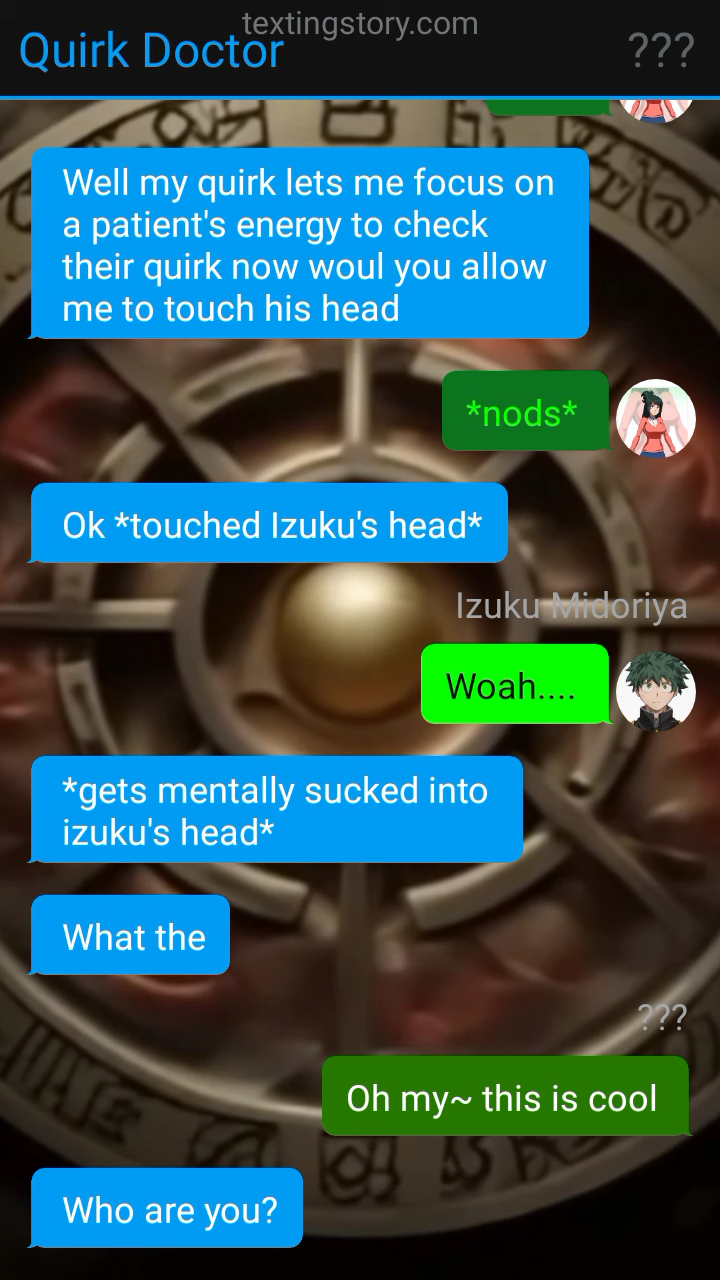 textingstory.com
Quirk Doctor
???
Well my quirk lets me focus on
a patient's energy to check
their quirk now woul you allow
me to touch his head
*nods*
Ok *touched Izuku's head*
Izuku Midoriya
Woah....
*gets mentally sucked into
izuku's head*
What the
???
Oh my~ this is cool
Who are you?